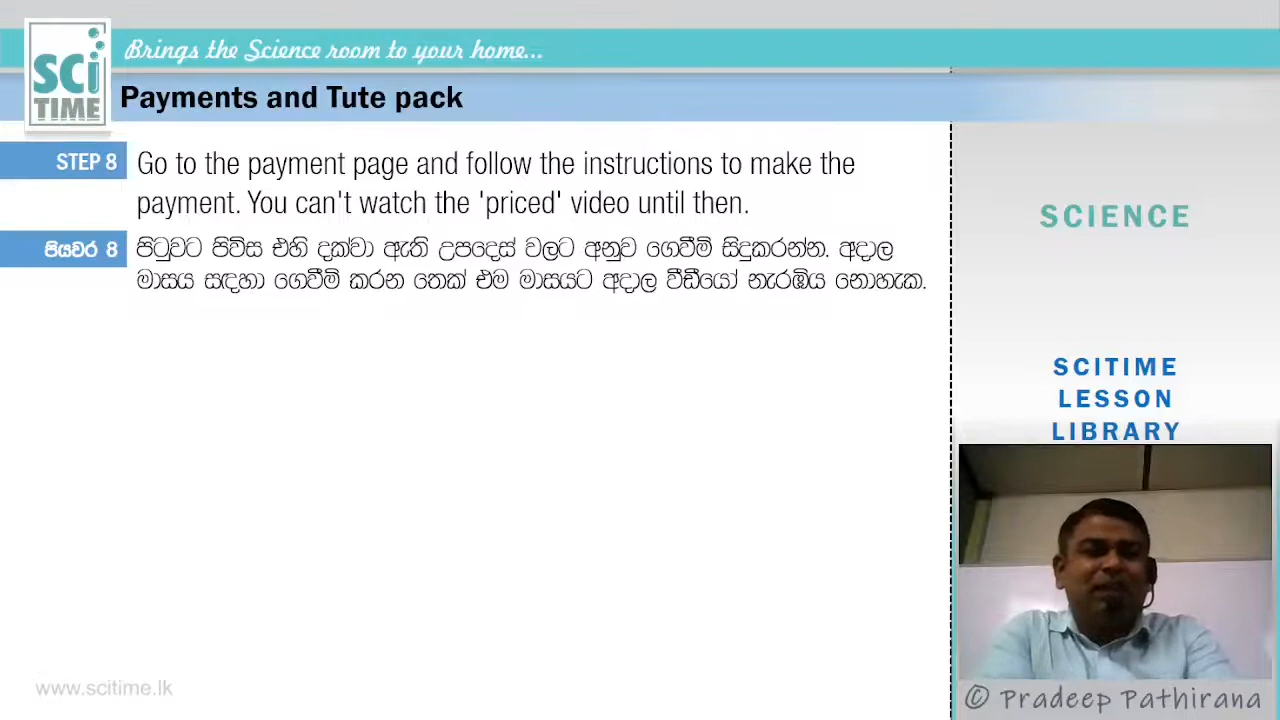 SCi
TIME
Brings the Science room to your home...
Payments and Tute pack
STEP 8
Go to the payment page and follow the instructions to make the
payment. You can't watch the 'priced' video until then.
පියවර 8
පිටුවට පිවිස එහි දක්වා ඇති උපදෙස් වලට අනුව ගෙවීම් සිදුකරන්න. අදාල
මාසය සඳහා ගෙවීම් කරන තෙක් එම මාසයට අදාල වීඩීයෝ නැරඹිය නොහැක.
SCIENCE
SCITIME
LESSON
LIBRARY
www.scitime.lk
© Pradeep Pathirana